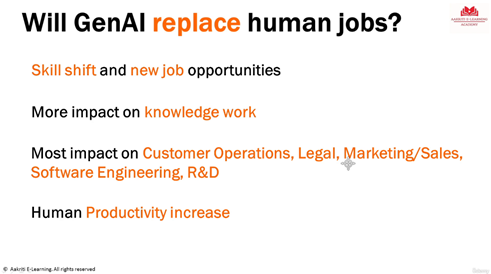 Will GenAI replace human jobs?
AAKRITI E-LEARNING
ACADEMY
Skill shift and new job opportunities
More impact on knowledge work
Most impact on Customer Operations, Legal, Marketing/Sales,
Software Engineering, R&D
Human Productivity increase
© Aakriti E-Learning. All rights reserved
Udemy